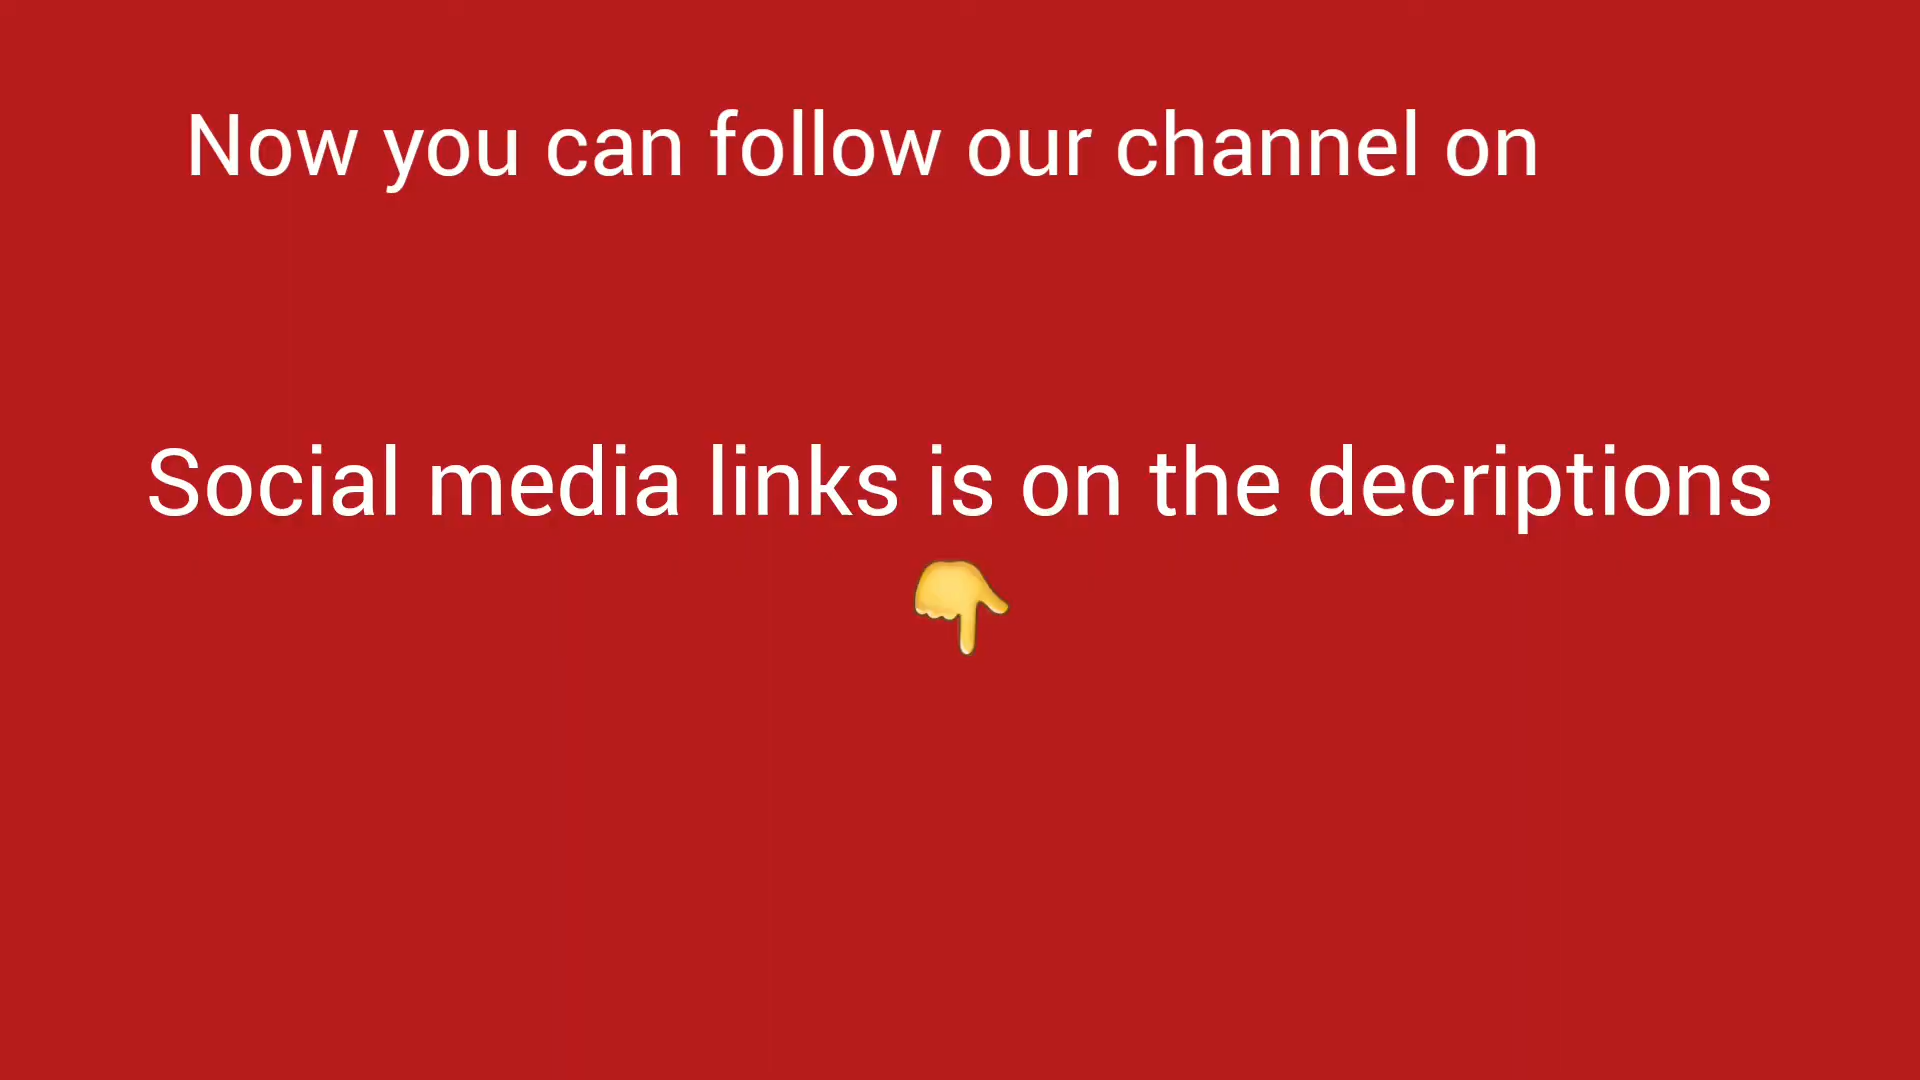 Now you can follow our channel on
Social media links is on the decriptions
👇